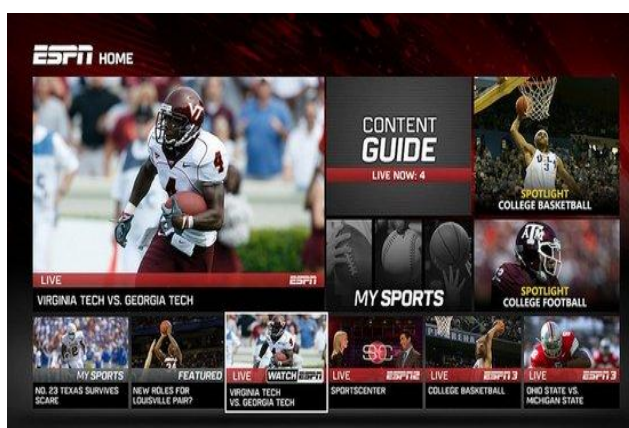 ESPN HOME
LIVE ESPN
VIRGINIA TECH VS. GEORGIA TECH
4
CONTENT
GUIDE
LIVE NOW: 4
MY SPORTS
SPOTLIGHT
COLLEGE BASKETBALL
SPOTLIGHT
COLLEGE FOOTBALL
MY SPORTS
NO. 23 TEXAS SURVIVES
SCARE
FEATURED
NEW ROLES FOR
LOUISVILLE PAIR?
LIVE WATCH ESPN
VIRGINIA TECH
VS. GEORGIA TECH
SC
LIVE ESPN2
SPORTSCENTER
LIVE ESPN3
COLLEGE BASKETBALL
LIVE ESPN3
OHIO STATE VS.
MICHIGAN STATE